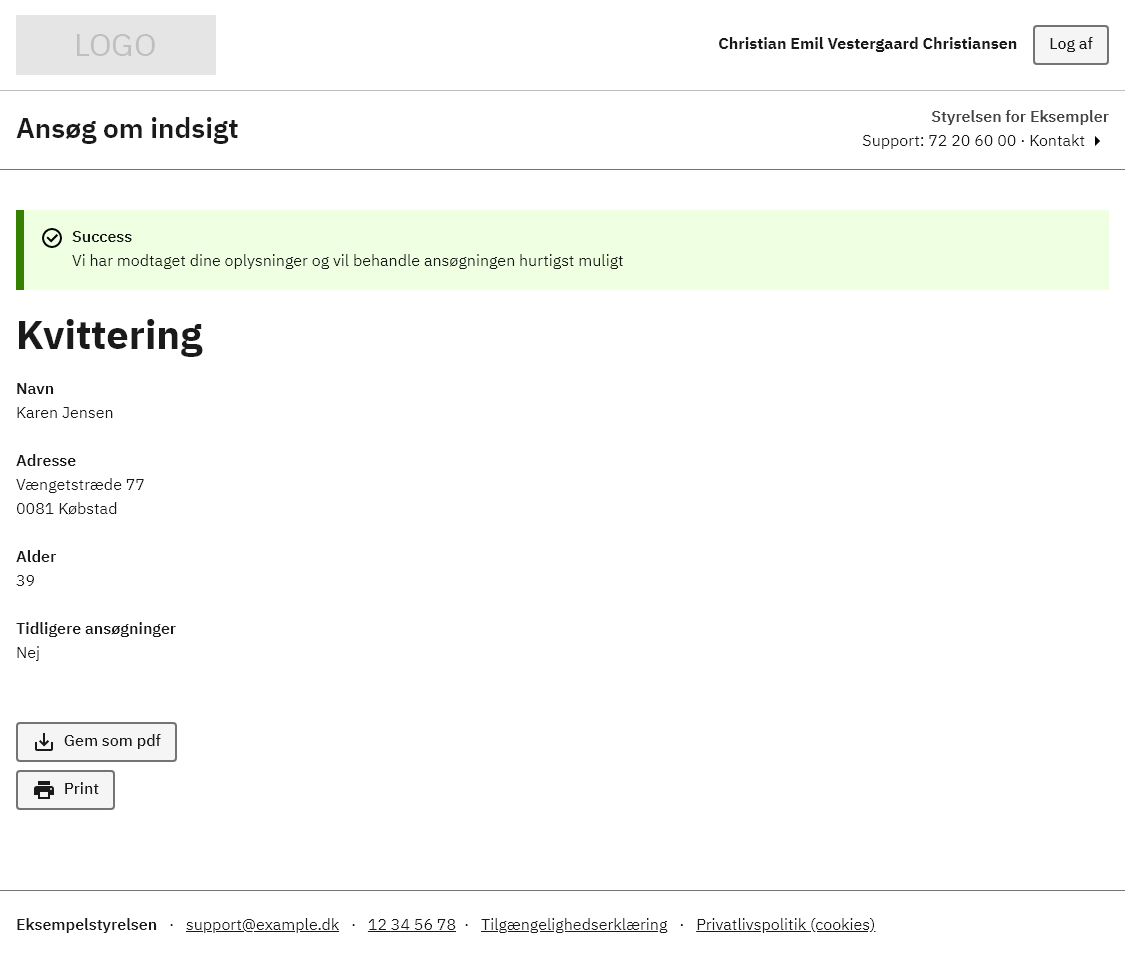 LOGO
Christian Emil Vestergaard Christiansen
Log af
Ansøg om indsigt
Styrelsen for Eksempler
Support: 72 20 60 00 · Kontakt
Success
Vi har modtaget dine oplysninger og vil behandle ansøgningen hurtigst muligt
Kvittering
Navn
Karen Jensen
Adresse
Vængetstræde 77
0081 Købstad
Alder
39
Tidligere ansøgninger
Nej
Gem som pdf
Print
Eksempelstyrelsen · support@example.dk · 12 34 56 78 · Tilgængelighedserklæring · Privatlivspolitik (cookies)